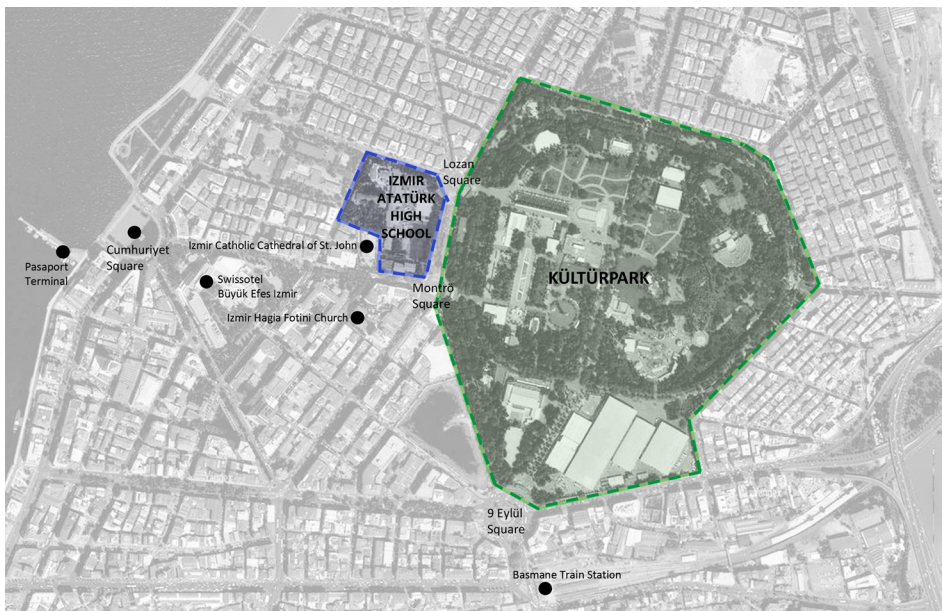 Lozan
Square
IZMIR
ATATÜRK
HIGH
SCHOOL
Izmir Catholic Cathedral of St. John
Cumhuriyet
Square
Pasaport
Terminal
Swissotel
Büyük Efes Izmir
Montrö
Square
KÜLTÜRPARK
Izmir Hagia Fotini Church
9 Eylül
Square
Basmane Train Station